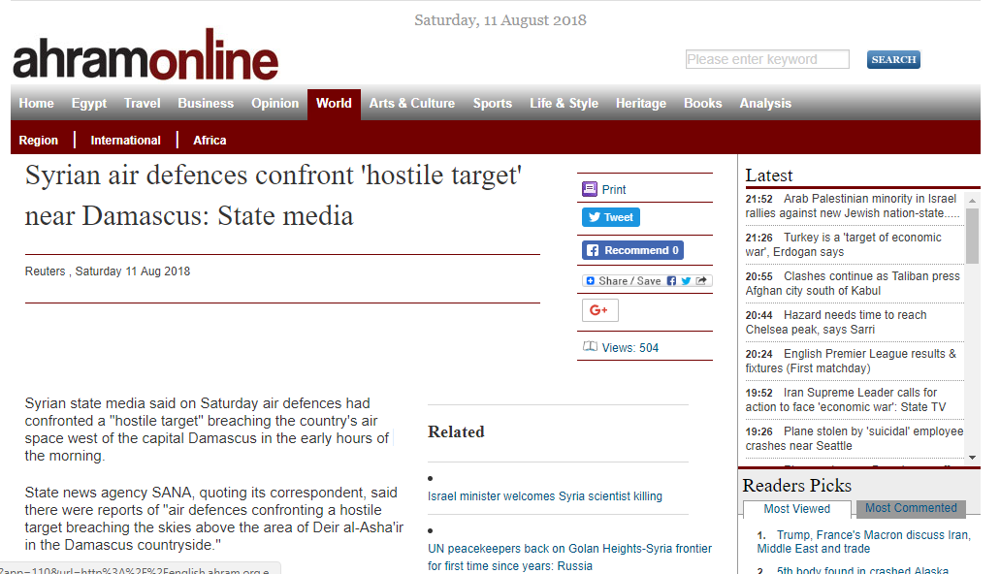 Saturday, 11 August 2018
ahramonline
Please enter keyword
SEARCH
Home Egypt Travel Business Opinion World Arts & Culture Sports Life & Style Heritage Books Analysis
Region International Africa
Syrian air defences confront 'hostile target'
near Damascus: State media
Reuters , Saturday 11 Aug 2018
Print
Tweet
Recommend 0
Share / Save
G+
Views: 504
Syrian state media said on Saturday air defences had
confronted a "hostile target" breaching the country's air
space west of the capital Damascus in the early hours of
the morning.
State news agency SANA, quoting its correspondent, said
there were reports of "air defences confronting a hostile
target breaching the skies above the area of Deir al-Asha'ir
in the Damascus countryside."
Related
Israel minister welcomes Syria scientist killing
UN peacekeepers back on Golan Heights-Syria frontier
for first time since years: Russia
Latest
21:52 Arab Palestinian minority in Israel
rallies against new Jewish nation-state.....
21:26 Turkey is a 'target of economic
war', Erdogan says
20:55 Clashes continue as Taliban press
Afghan city south of Kabul
20:44 Hazard needs time to reach
Chelsea peak, says Sarri
20:24 English Premier League results &
fixtures (First matchday)
19:52 Iran Supreme Leader calls for
action to face 'economic war': State TV
19:26 Plane stolen by 'suicidal' employee
crashes near Seattle
Readers Picks
Most Viewed Most Commented
1. Trump, France's Macron discuss Iran,
Middle East and trade
2. 5th body found in crashed Alaska
?app=110&url=http%3A%2F%2Fenglish.ahram.org.e